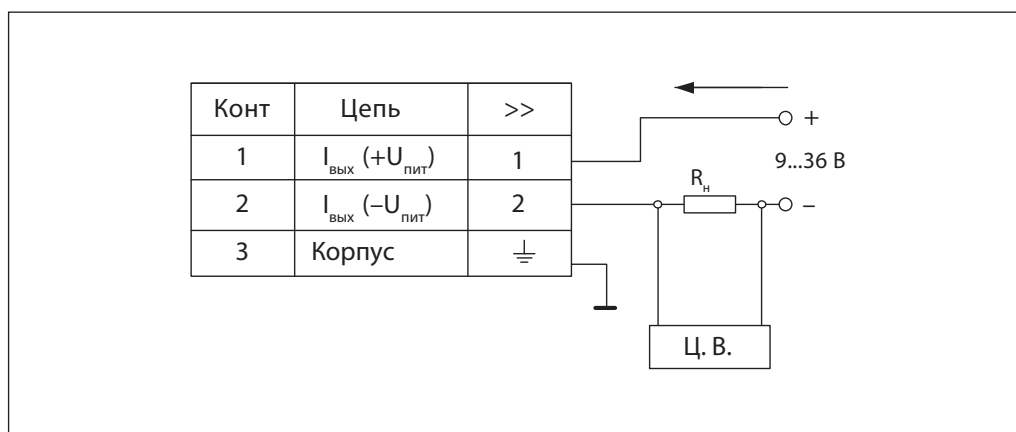 Конт Цепь >>
1 Iвых (+Uпит) 1
2 Iвых (–Uпит) 2
3 Корпус
+
9...36 В
Rн
–
Ц. В.